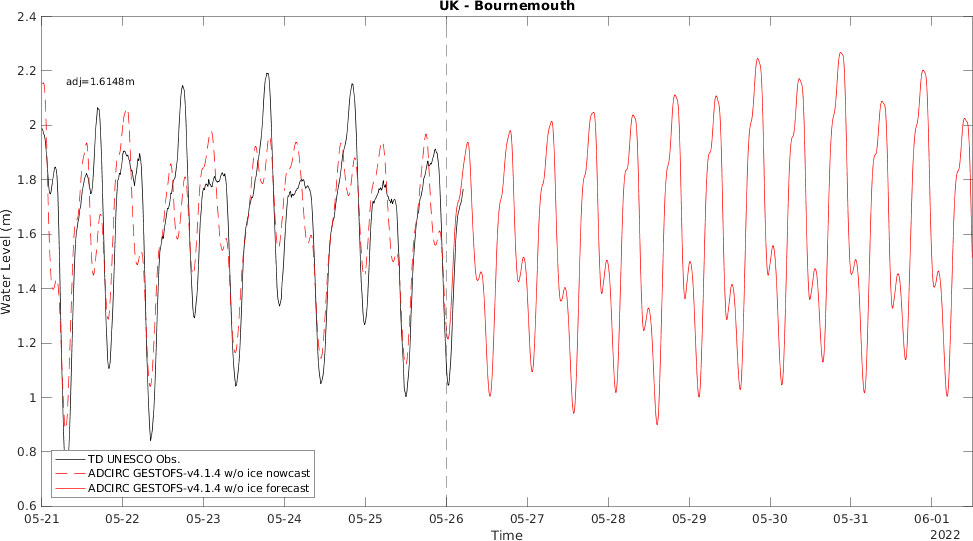 UK - Bournemouth
2.4
2.2
2
1.8
1.6
1.4
1.2
1
0.8
0.6
Water Level (m)
adj=1.6148m
TD UNESCO Obs.
ADCIRC GESTOFS-v4.1.4 w/o ice nowcast
ADCIRC GESTOFS-v4.1.4 w/o ice forecast
05-21 05-22 05-23 05-24 05-25 05-26 05-27 05-28 05-29 05-30 05-31 06-01
2022
Time